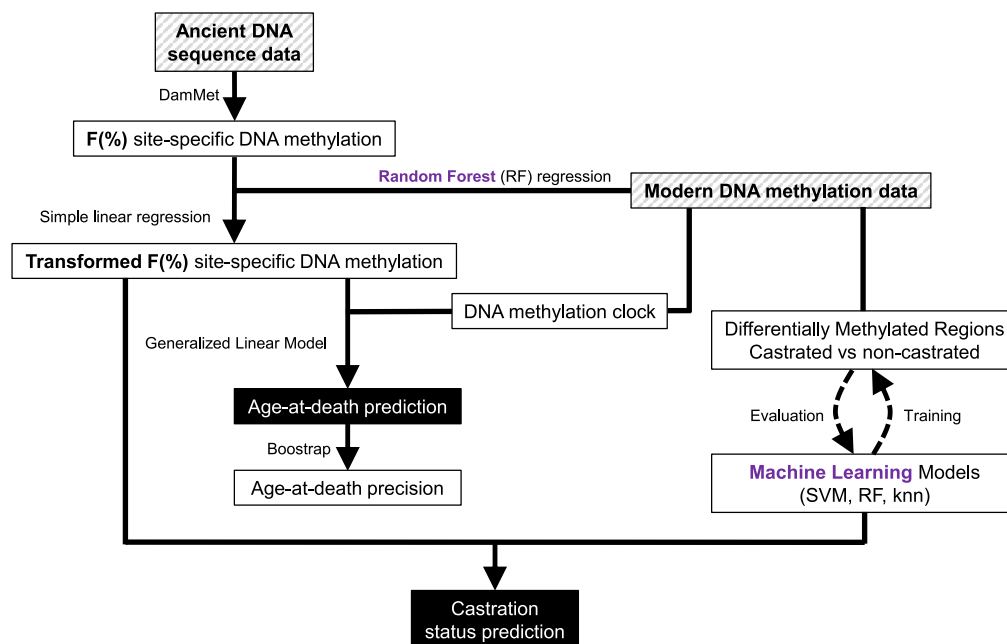 Ancient DNA
sequence data
DamMet
F(%) site-specific DNA methylation
Random Forest (RF) regression
Modern DNA methylation data
Simple linear regression
Transformed F(%) site-specific DNA methylation
DNA methylation clock
Differentially Methylated Regions
Castrated vs non-castrated
Generalized Linear Model
Age-at-death prediction
Evaluation
Training
Boostrap
Age-at-death precision
Machine Learning Models
(SVM, RF, knn)
Castration
status prediction